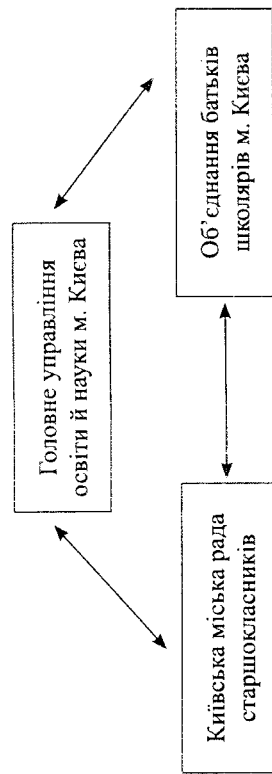 Головне управління
освіти й науки м. Києва
Київська міська рада
старшокласників
Об’єднання батьків
школярів м. Києва